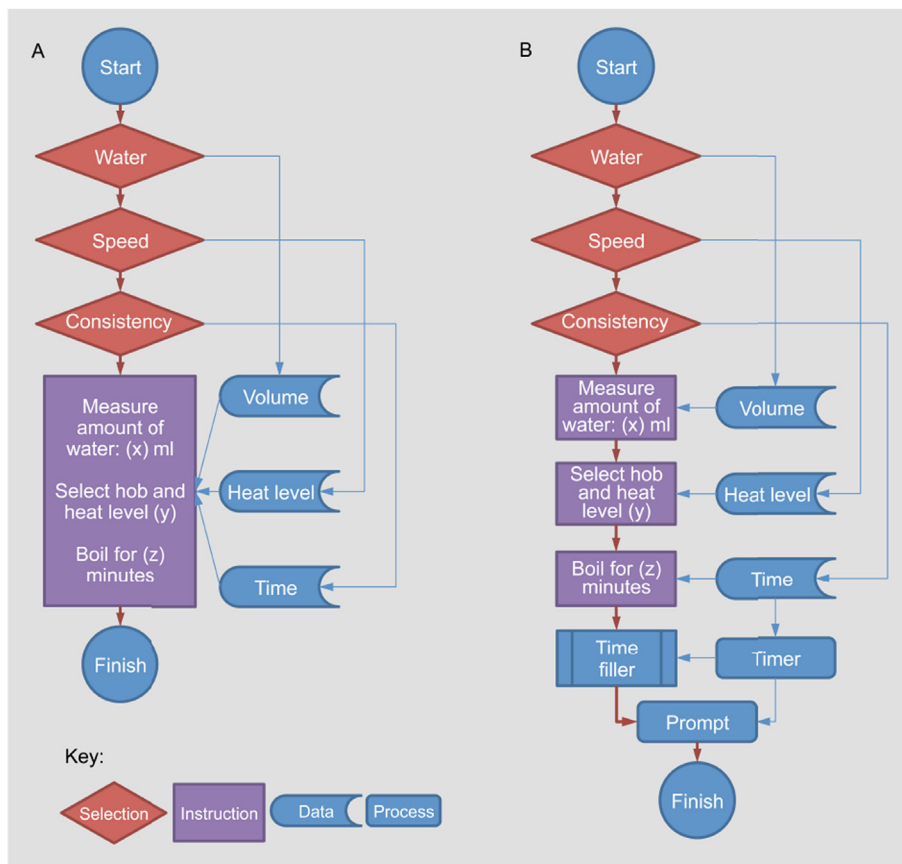 A
Start
Water
Speed
Consistency
Measure
amount of
water: (x) ml
Select hob and
heat level (y)
Boil for (z)
minutes
Volume
Heat level
Time
Finish
B
Start
Water
Speed
Consistency
Measure
amount of
water: (x) ml
Volume
Select hob
and heat
level (y)
Heat level
Boil for (z)
minutes
Time
Time
filler
Timer
Prompt
Finish
Key:
Selection
Instruction
Data
Process